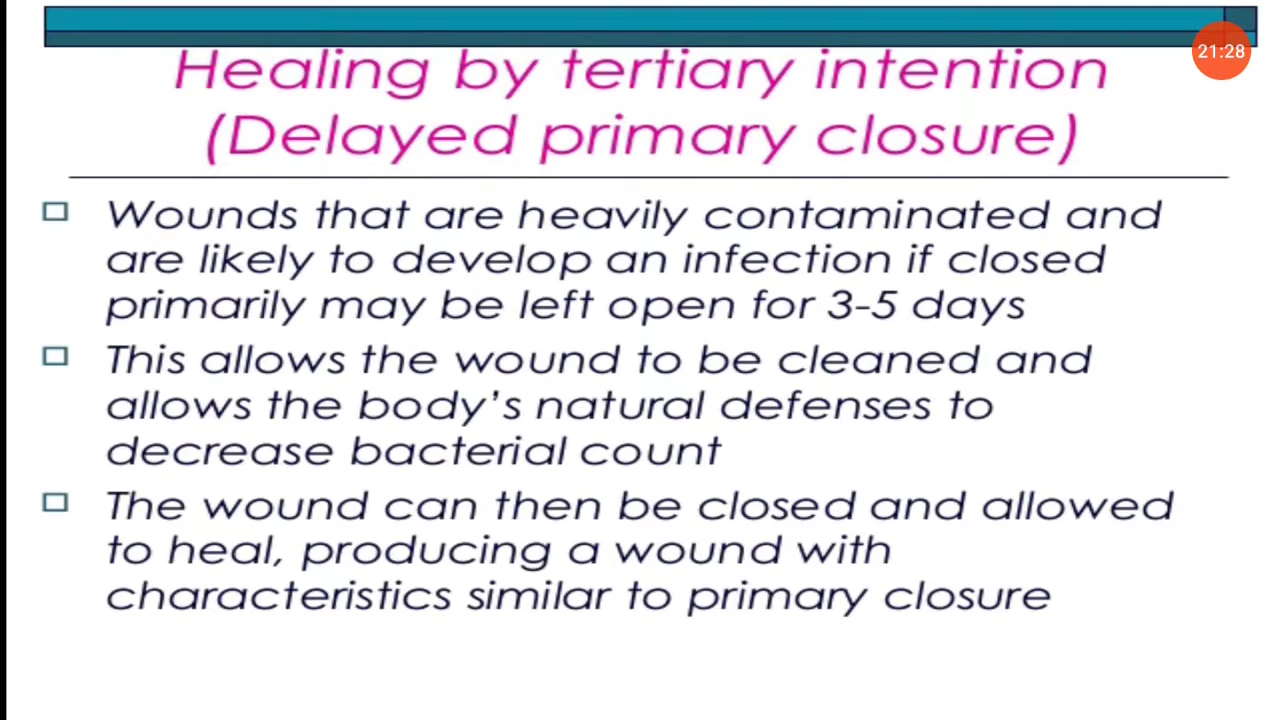 21:28
Healing by tertiary intention
(Delayed primary closure)
Wounds that are heavily contaminated and
are likely to develop an infection if closed
primarily may be left open for 3-5 days
This allows the wound to be cleaned and
allows the body’s natural defenses to
decrease bacterial count
The wound can then be closed and allowed
to heal, producing a wound with
characteristics similar to primary closure